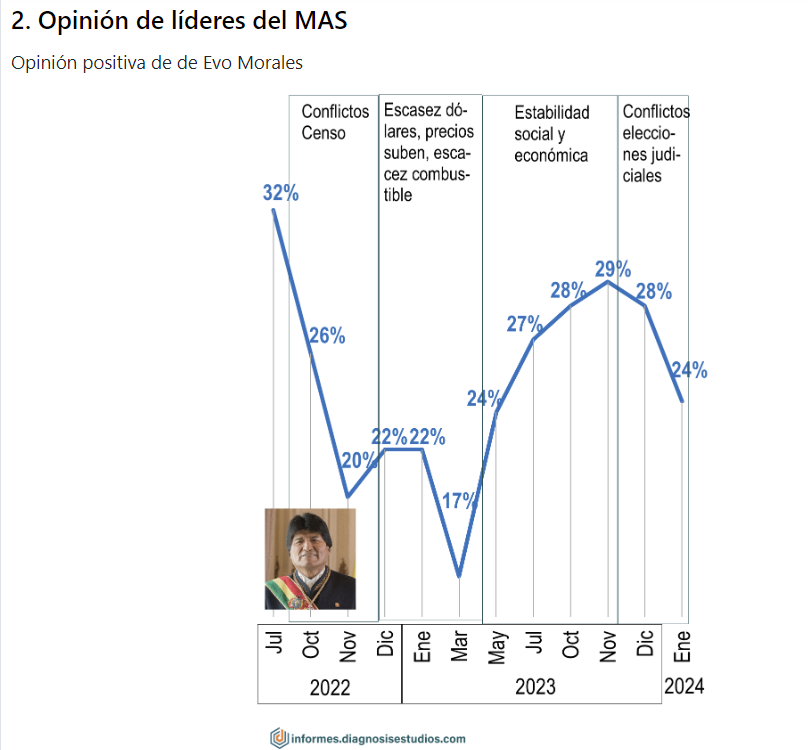 2. Opinión de líderes del MAS
Opinión positiva de de Evo Morales
Conflictos
Censo
Escasez dó-
lares, precios
suben, esca-
cez combus-
tible
Estabilidad
social y
económica
Conflictos
eleccio-
nes judi-
ciales
32%
26%
20%
22%
22%
17%
24%
27%
28%
29%
28%
24%
Jul
Oct
Nov
Dic
Ene
Mar
May
Jul
Oct
Nov
Dic
Ene
2022
2023
2024
informes.diagnosisestudios.com